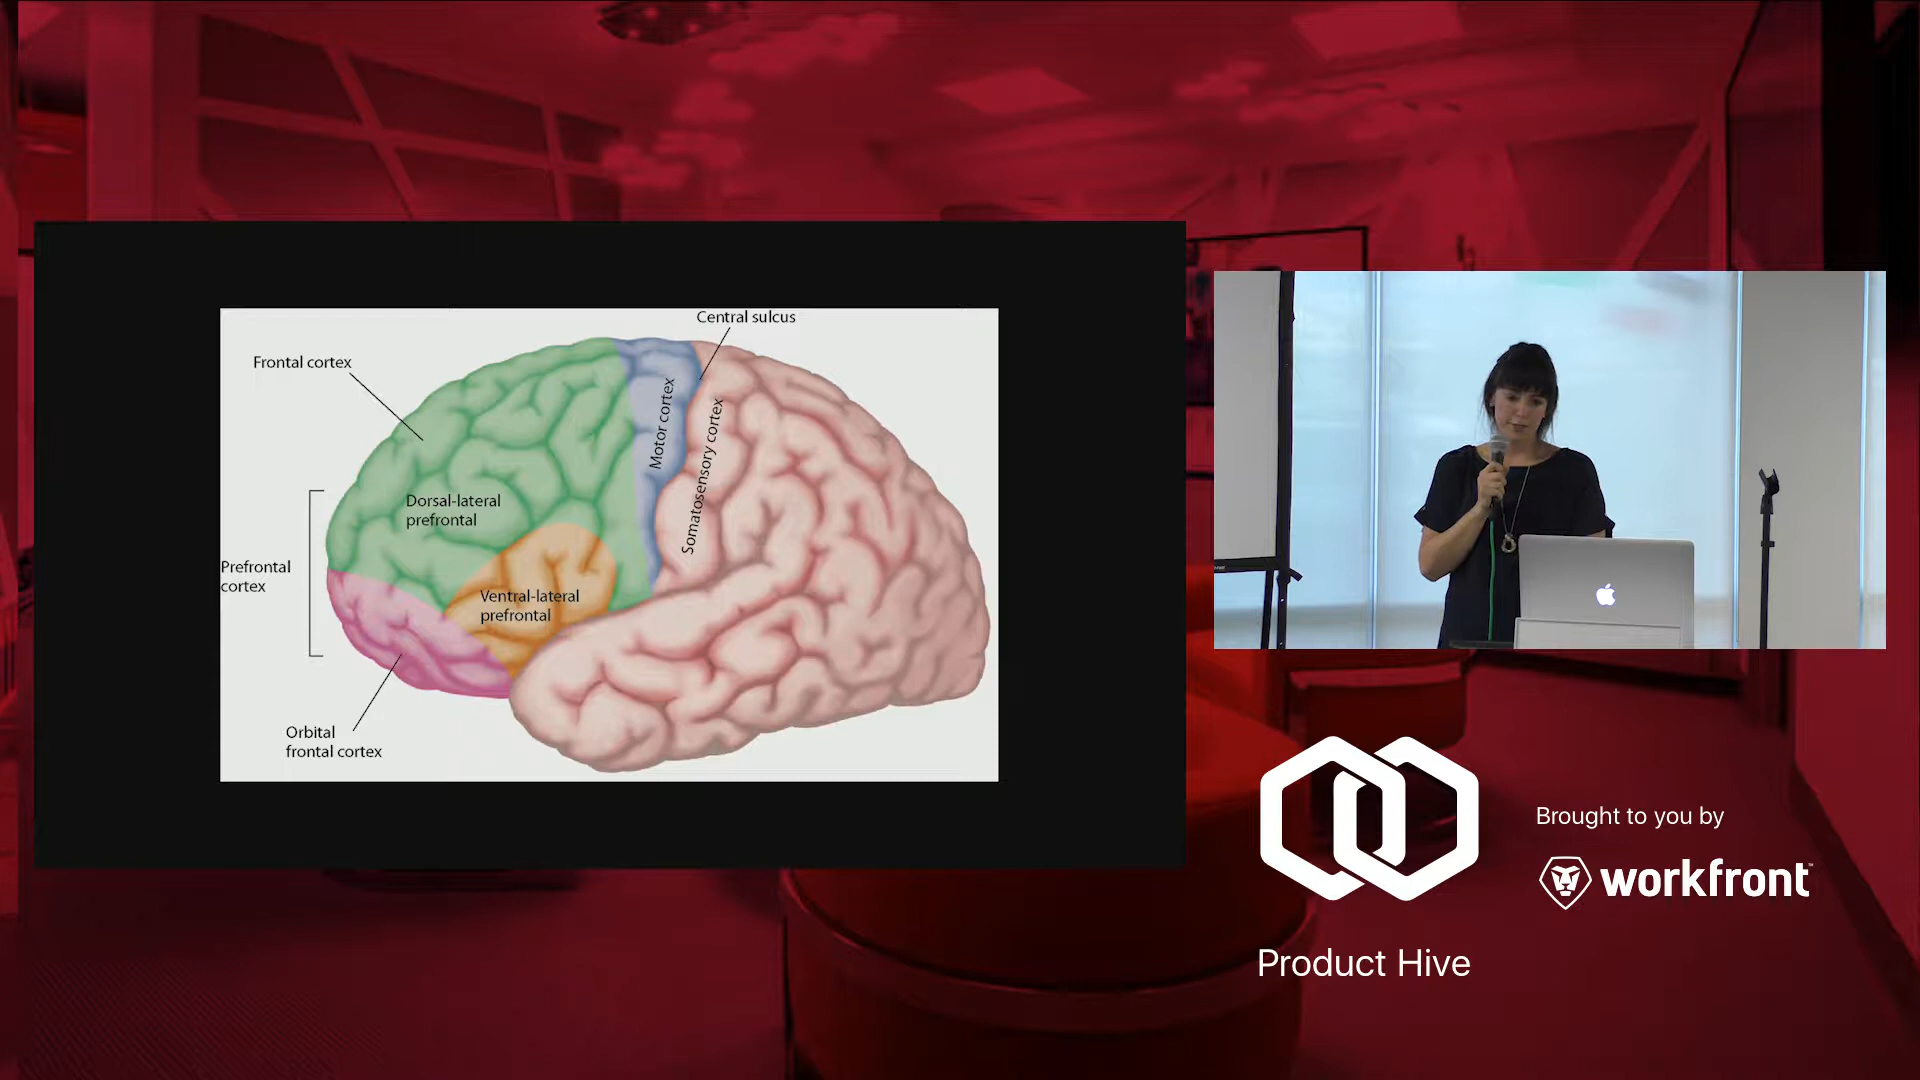 Central sulcus
Frontal cortex
Motor cortex
Somatosensory cortex
Dorsal-lateral
prefrontal
Prefrontal
cortex
Ventral-lateral
prefrontal
Orbital
frontal cortex
Brought to you by
workfront
Product Hive